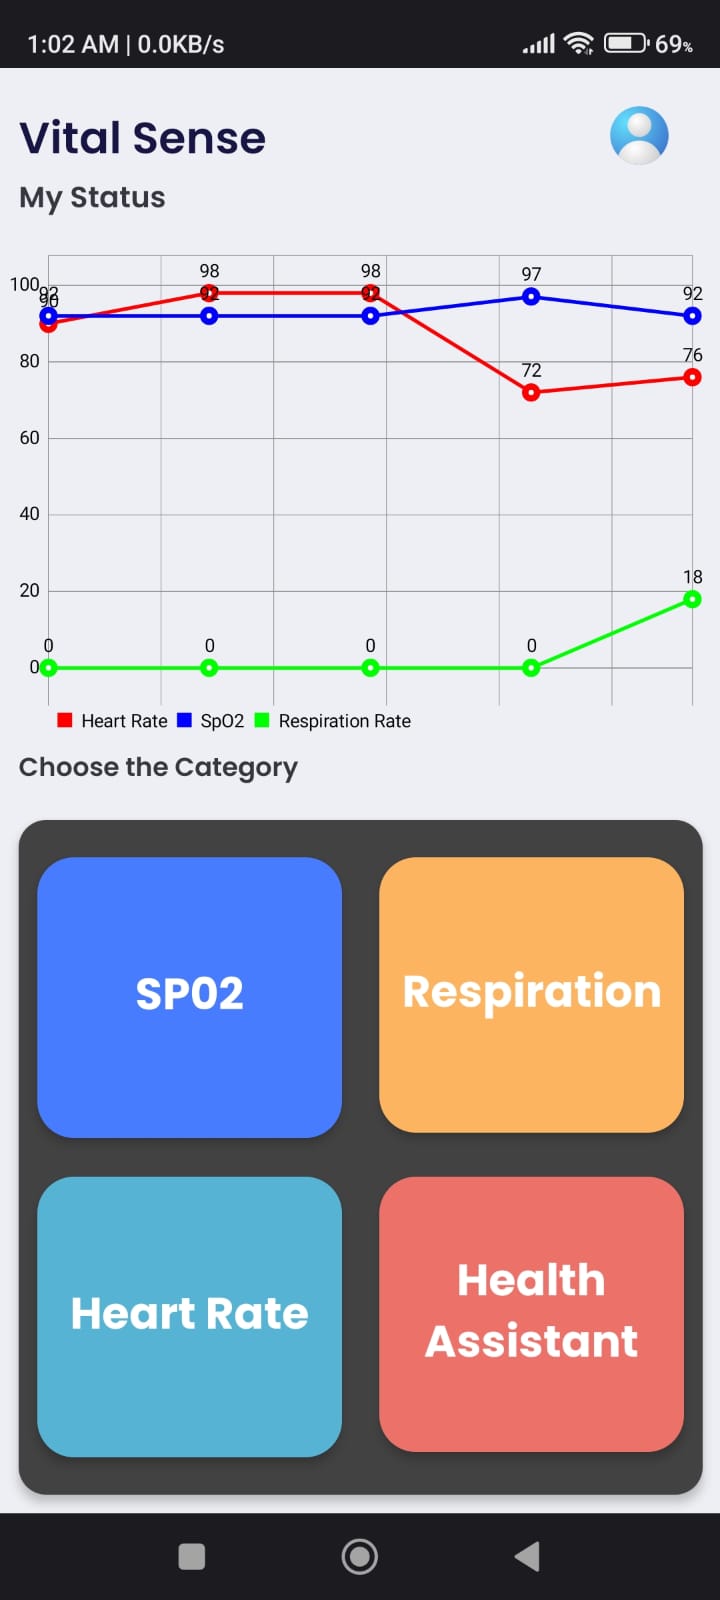 1:02 AM | 0.0KB/s 69%
Vital Sense
My Status
98 98 97 92
100 92 90 92 92
80 72 76
60
40
20 18
0 0 0 0
0
Heart Rate SpO2 Respiration Rate
Choose the Category
SP02 Respiration
Heart Rate Health
Assistant